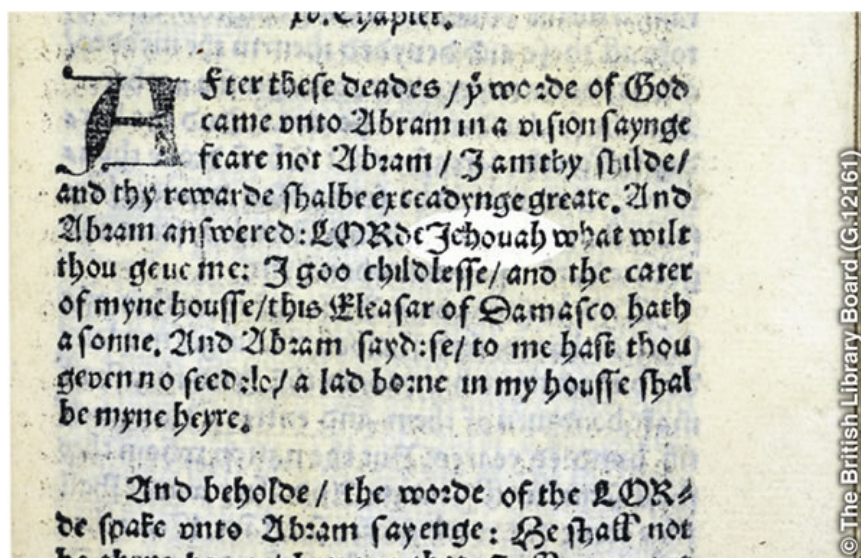 Chapter.
After theſe deades / yͤ worde of God
came vnto Abram in a viſion ſaynge
feare not Abram / I am thy ſhilde/
and thy rewarde ſhalbe exceadynge greate. And
Abram anſwered: LORde Jehouah what wilt
thou geue me: I goo childleſſe/ and the cater
of myne houſſe/ this Eleaſar of Damaſco hath
a ſonne. And Abram ſayd: ſe/ to me haſt thou
geven no ſeed: lo/ a lad borne in my houſſe ſhal
be myne heyre.
And beholde / the worde of the LOR⸗
de ſpake vnto Abram ſayenge: He ſhall not
© The British Library Board (G.12161)